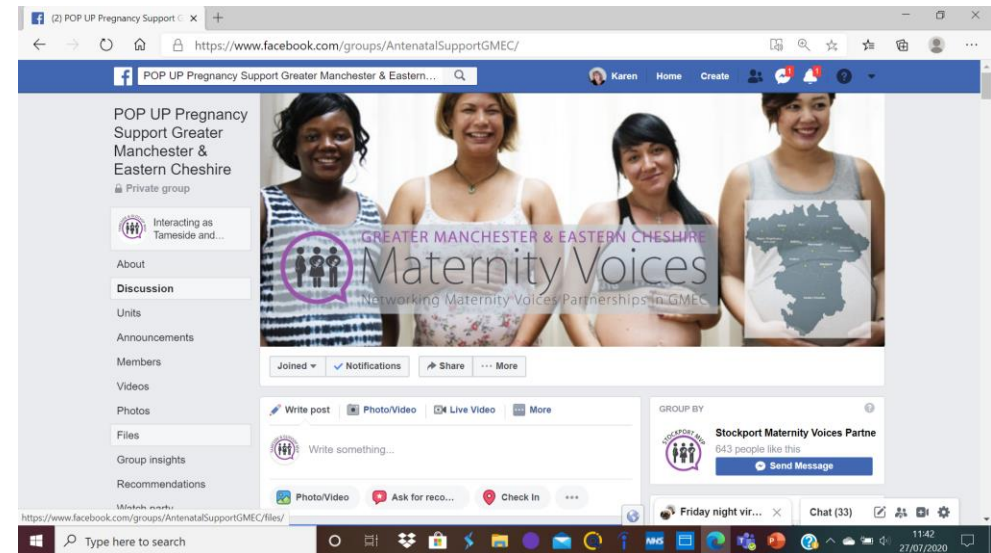 (2) POP UP Pregnancy Support G
https://www.facebook.com/groups/AntenatalSupportGMEC/
POP UP Pregnancy Support Greater Manchester & Eastern...
Karen
Home
Create
POP UP Pregnancy
Support Greater
Manchester &
Eastern Cheshire
Private group
Interacting as
Tameside and...
About
Discussion
Units
Announcements
Members
Videos
Photos
Files
Group insights
Recommendations
Watch party
GREATER MANCHESTER & EASTERN CHESHIRE
Maternity Voices
Networking Maternity Voices Partnerships in GMEC
Joined
Notifications
Share
More
Write post
Photo/Video
Live Video
More
Write something...
Photo/Video
Ask for reco...
Check In
GROUP BY
STOCKPORT MVP
Stockport Maternity Voices Partne
643 people like this
Send Message
Friday night vir...
Chat (33)
https://www.facebook.com/groups/AntenatalSupportGMEC/files/
Type here to search
NHS
11:42
27/07/2020